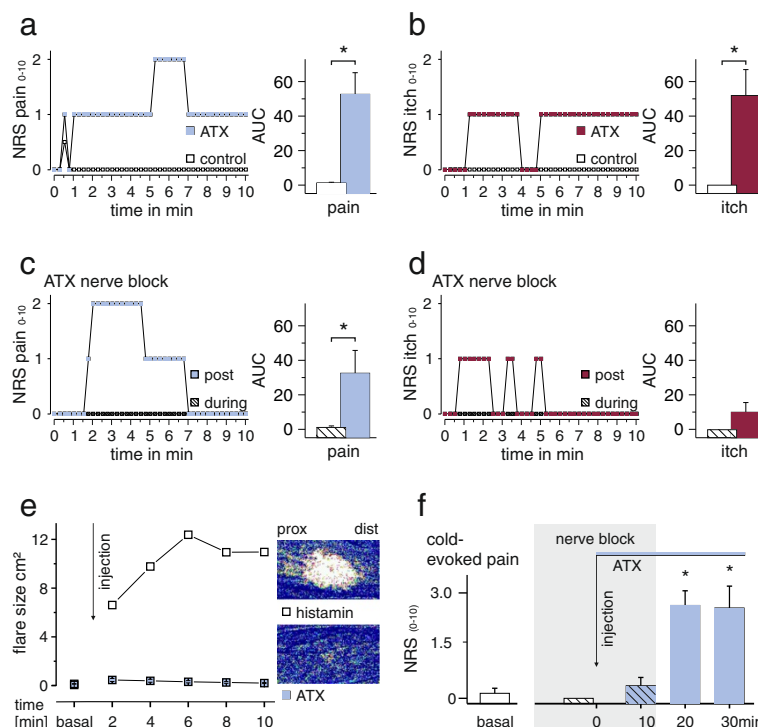 a
b
NRS pain 0-10
2
1
0
ATX
control
0 1 2 3 4 5 6 7 8 9 10
time in min
AUC
60
40
20
0
*
pain
NRS itch 0-10
2
1
0
ATX
control
0 1 2 3 4 5 6 7 8 9 10
time in min
AUC
60
40
20
0
*
itch
c
d
ATX nerve block
NRS pain 0-10
2
1
0
post
during
0 1 2 3 4 5 6 7 8 9 10
time in min
AUC
60
40
20
0
*
pain
ATX nerve block
NRS itch 0-10
2
1
0
post
during
0 1 2 3 4 5 6 7 8 9 10
time in min
AUC
60
40
20
0
itch
e
flare size cm²
12
8
4
0
injection
prox dist
histamin
ATX
time
[min] basal 2 4 6 8 10
f
cold-
evoked pain
nerve block
ATX
NRS (0-10)
3.0
1.5
0
injection
* *
basal 0 10 20 30min